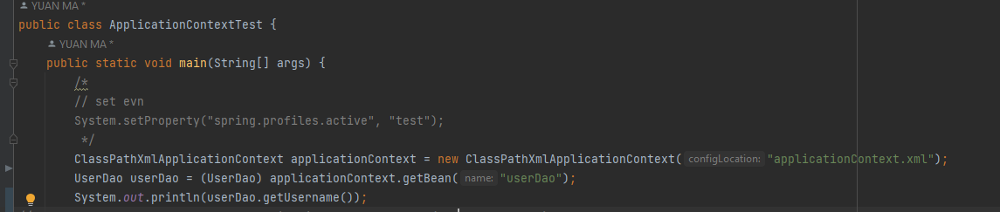 YUAN MA *
public class ApplicationContextTest {
YUAN MA *
public static void main(String[] args) {
/*
// set evn
System.setProperty("spring.profiles.active", "test");
*/
ClassPathXmlApplicationContext applicationContext = new ClassPathXmlApplicationContext( configLocation: "applicationContext.xml");
UserDao userDao = (UserDao) applicationContext.getBean( name: "userDao");
System.out.println(userDao.getUsername());